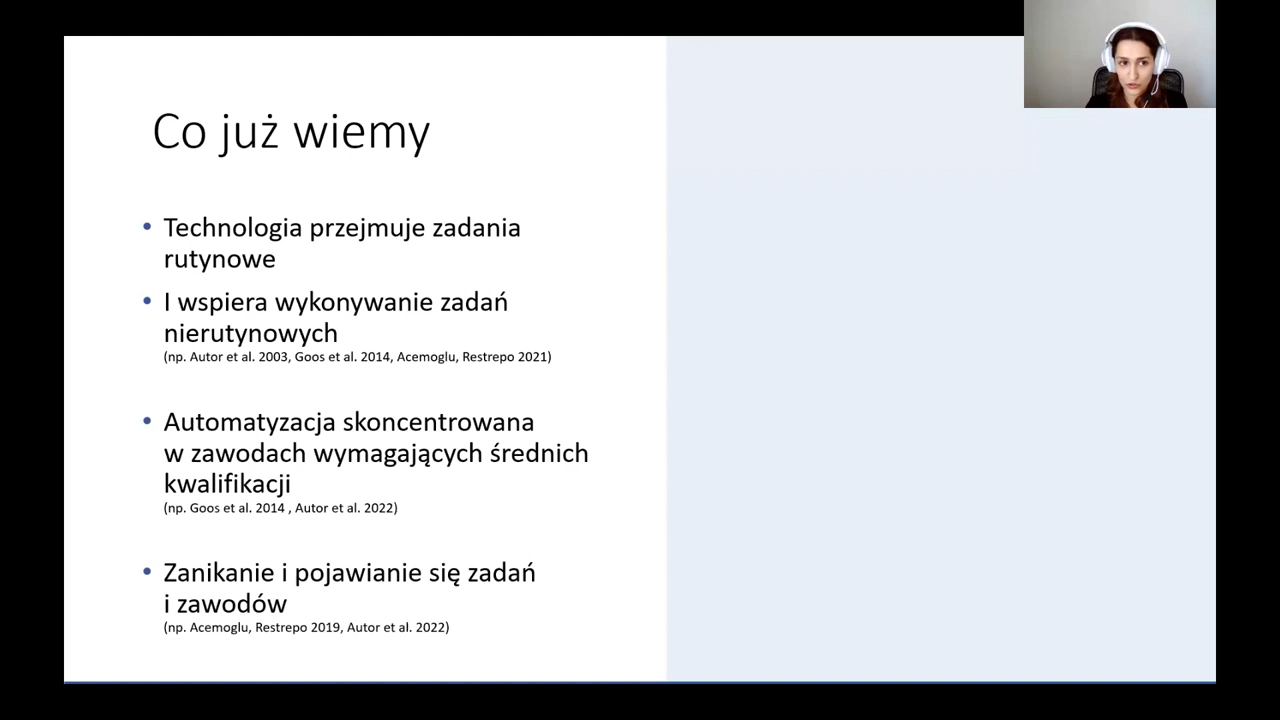 Co już wiemy
• Technologia przejmuje zadania
rutynowe
• I wspiera wykonywanie zadań
nierutynowych
(np. Autor et al. 2003, Goos et al. 2014, Acemoglu, Restrepo 2021)
• Automatyzacja skoncentrowana
w zawodach wymagających średnich
kwalifikacji
(np. Goos et al. 2014 , Autor et al. 2022)
• Zanikanie i pojawianie się zadań
i zawodów
(np. Acemoglu, Restrepo 2019, Autor et al. 2022)